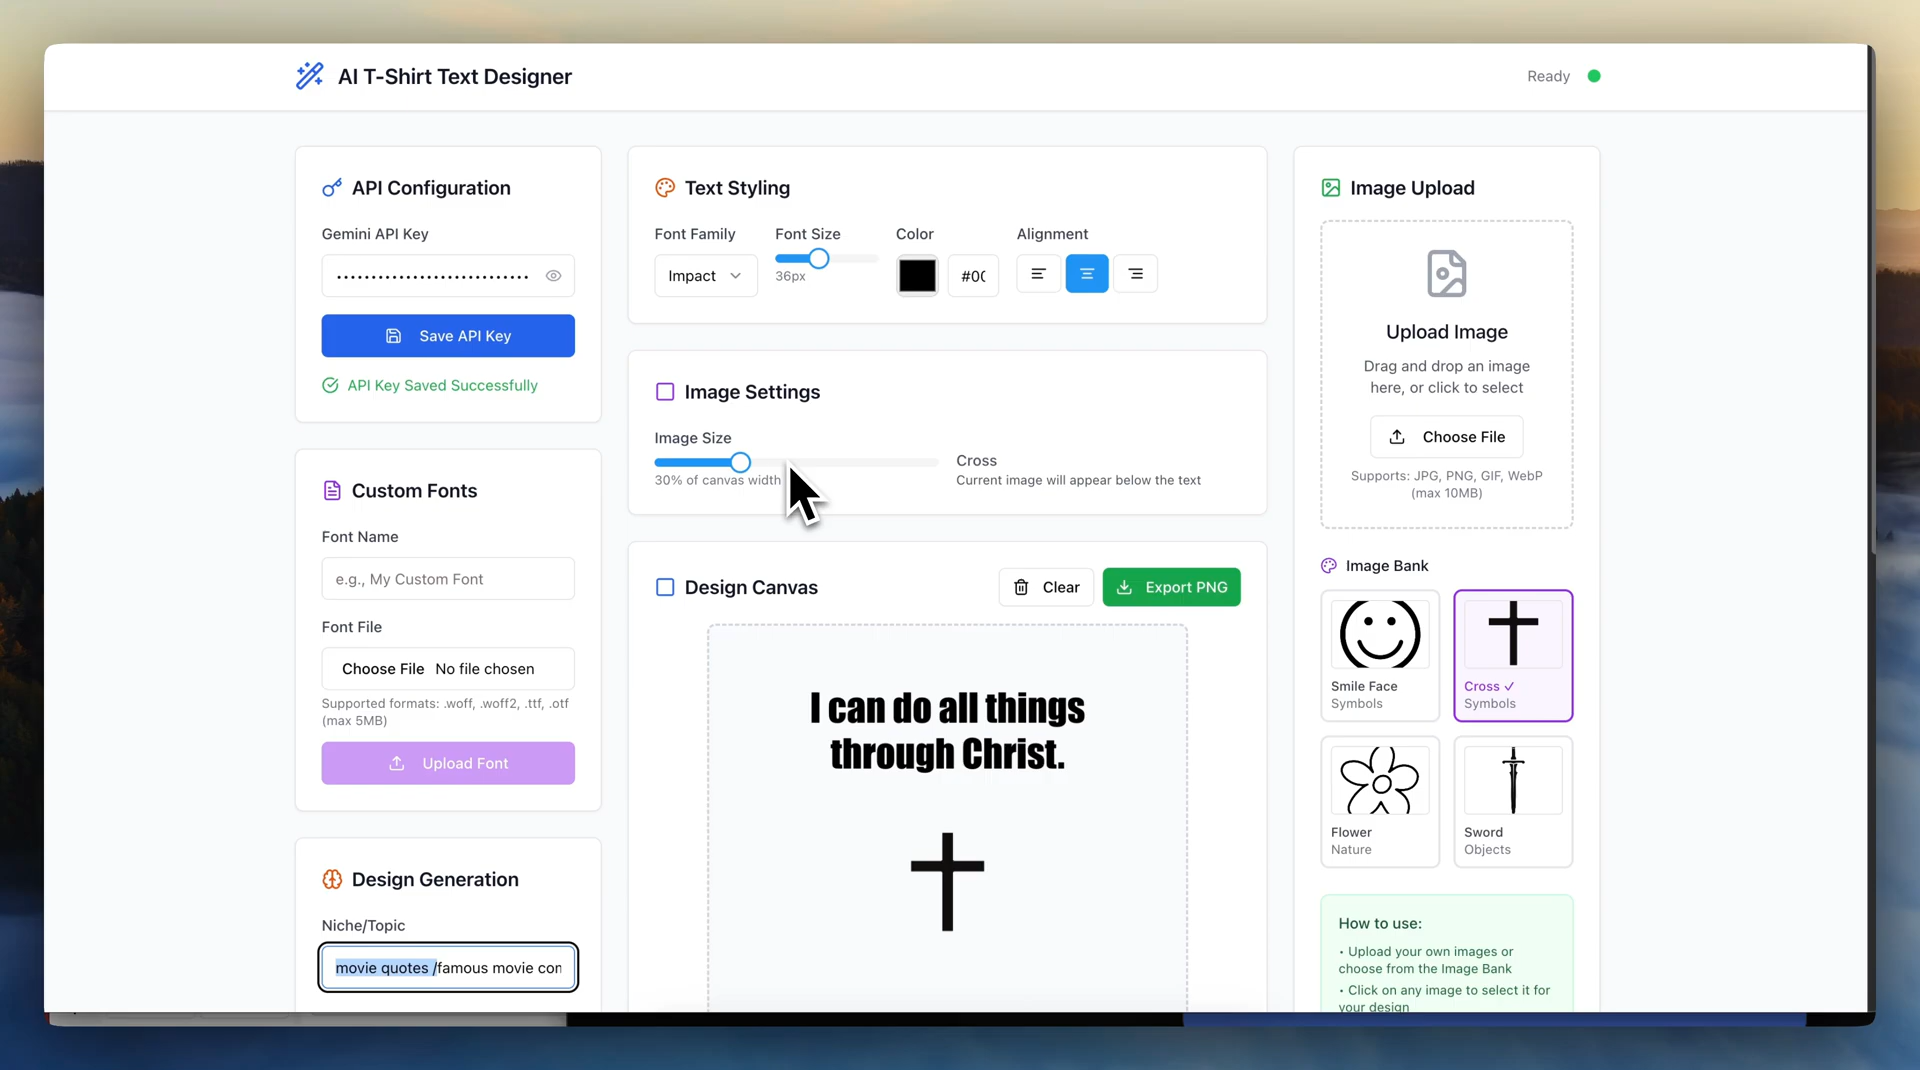 AI T-Shirt Text Designer
Ready
API Configuration
Gemini API Key
Save API Key
API Key Saved Successfully
Custom Fonts
Font Name
e.g., My Custom Font
Font File
Choose File No file chosen
Supported formats: .woff, .woff2, .ttf, .otf
(max 5MB)
Upload Font
Design Generation
Niche/Topic
movie quotes /famous movie con
Text Styling
Font Family
Impact
Font Size
36px
Color
#00
Alignment
Image Settings
Image Size
30% of canvas width
Cross
Current image will appear below the text
Design Canvas
Clear
Export PNG
I can do all things
through Christ.
Image Upload
Upload Image
Drag and drop an image
here, or click to select
Choose File
Supports: JPG, PNG, GIF, WebP
(max 10MB)
Image Bank
Smile Face
Symbols
Cross ✓
Symbols
Flower
Nature
Sword
Objects
How to use:
• Upload your own images or
choose from the Image Bank
• Click on any image to select it for
your design